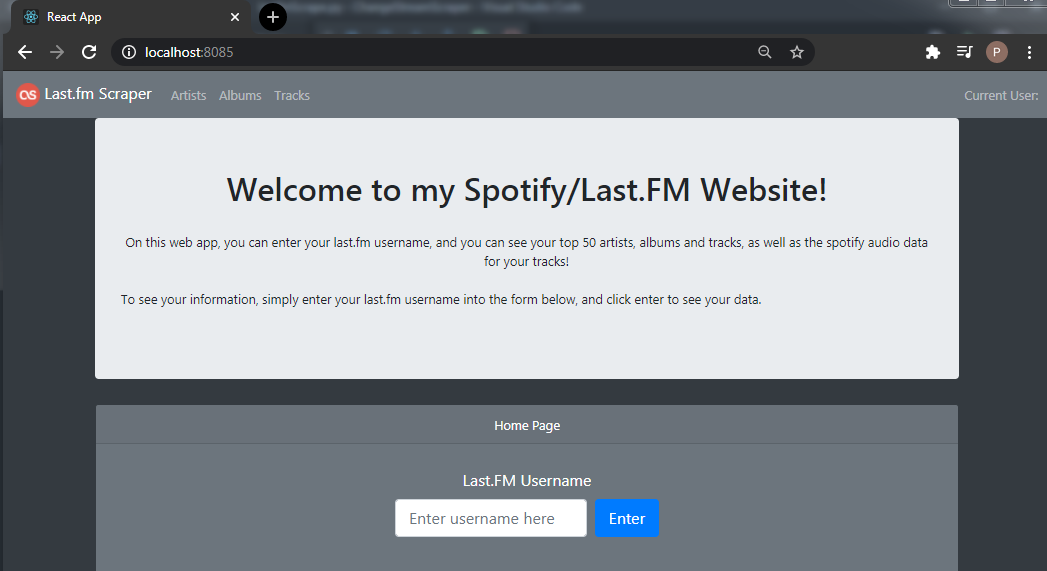 React App
localhost:8085
P
Last.fm Scraper Artists Albums Tracks Current User:
Welcome to my Spotify/Last.FM Website!
On this web app, you can enter your last.fm username, and you can see your top 50 artists, albums and tracks, as well as the spotify audio data
for your tracks!
To see your information, simply enter your last.fm username into the form below, and click enter to see your data.
Home Page
Last.FM Username
Enter username here Enter